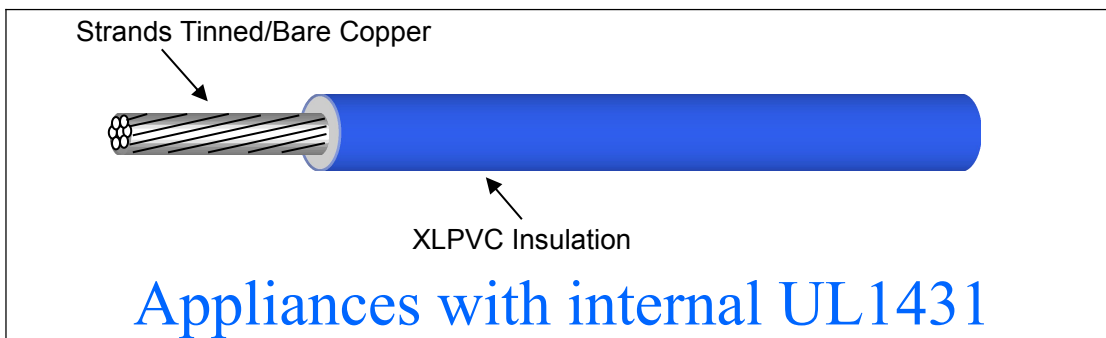 Strands Tinned/Bare Copper
XLPVC Insulation
Appliances with internal UL1431